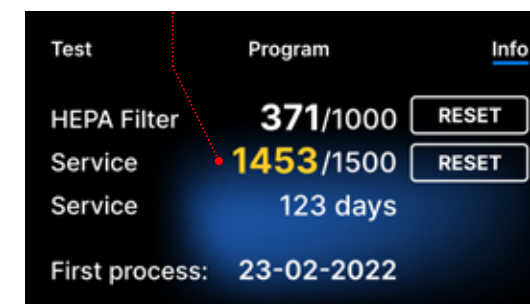 Test Program Info
HEPA Filter 371/1000 RESET
Service 1453/1500 RESET
Service 123 days
First process: 23-02-2022